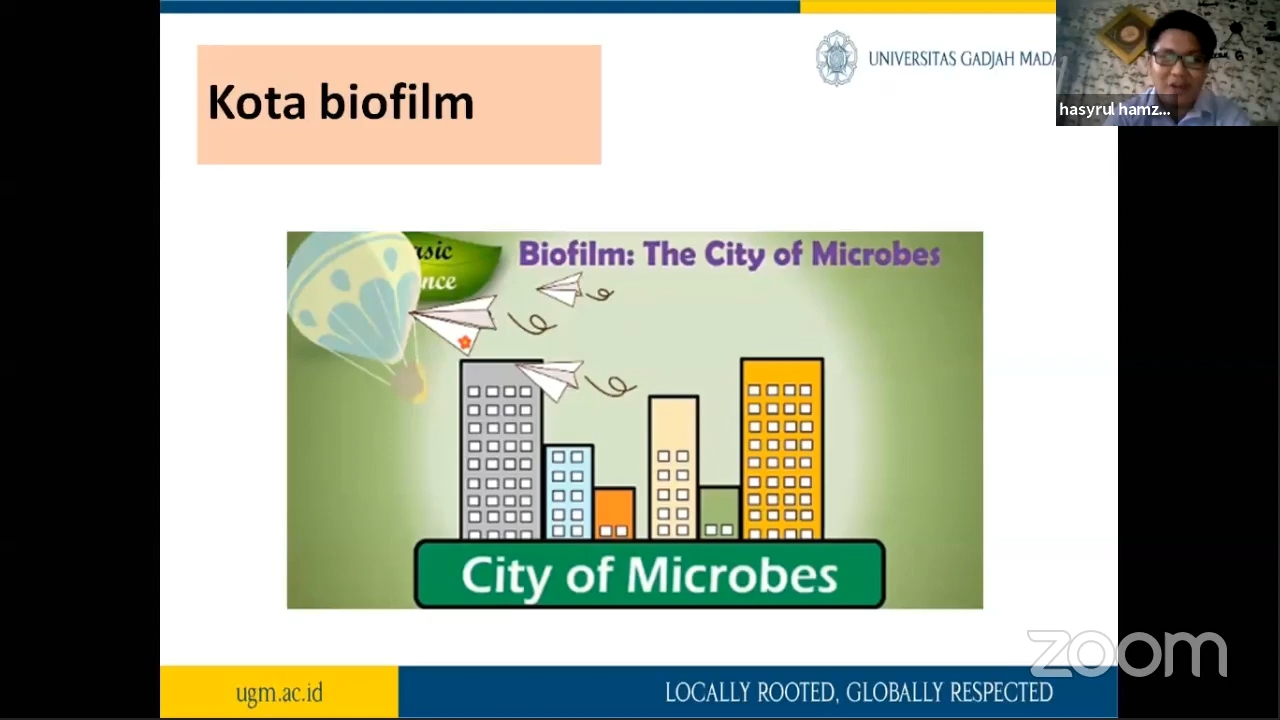 Kota biofilm
UNIVERSITAS GADJAH MADA
hasyrul hamz...
Biofilm: The City of Microbes
City of Microbes
zoom
ugm.ac.id
LOCALLY ROOTED, GLOBALLY RESPECTED